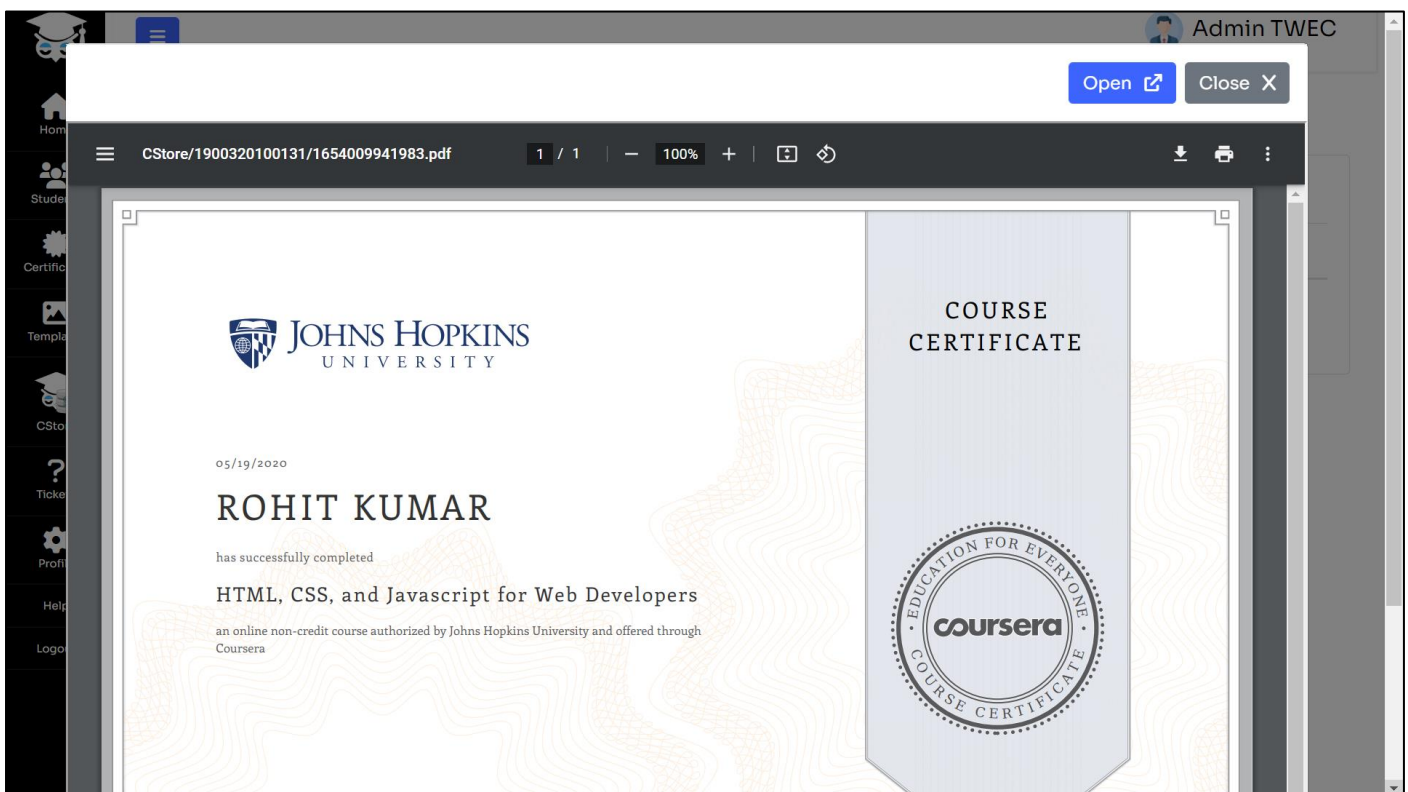 Admin TWEC
Open
Close X
Hom
CStore/1900320100131/1654009941983.pdf
1 / 1
100%
Stude
Certific
Templa
CSto
Ticke
Profi
Help
Logo
JOHNS HOPKINS
UNIVERSITY
COURSE
CERTIFICATE
05/19/2020
ROHIT KUMAR
has successfully completed
HTML, CSS, and Javascript for Web Developers
an online non-credit course authorized by Johns Hopkins University and offered through
Coursera
EDUCATION FOR EVERYONE
coursera
COURSE CERTIFICATE